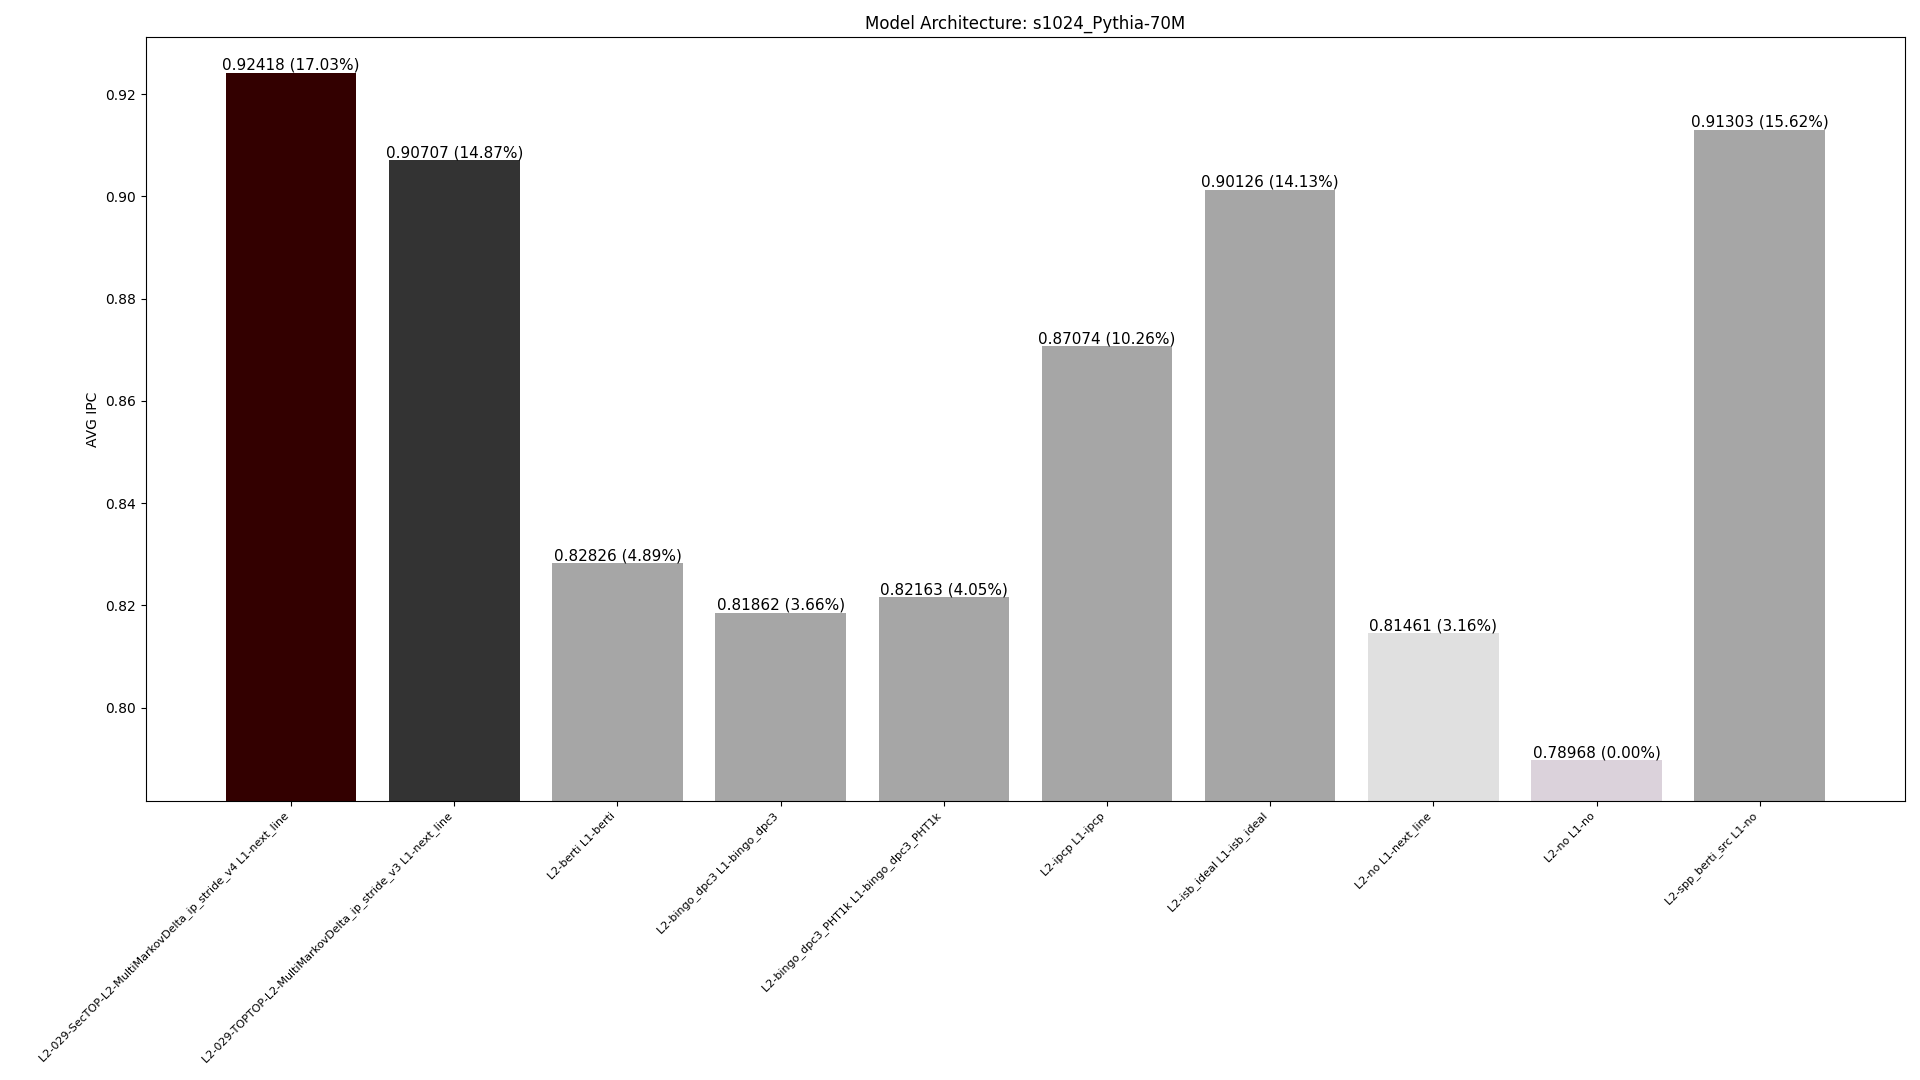 Model Architecture: s1024_Pythia-70M
AVG IPC
0.92
0.90
0.88
0.86
0.84
0.82
0.80
0.92418 (17.03%)
0.90707 (14.87%)
0.82826 (4.89%)
0.81862 (3.66%)
0.82163 (4.05%)
0.87074 (10.26%)
0.90126 (14.13%)
0.81461 (3.16%)
0.78968 (0.00%)
0.91303 (15.62%)
L2-029-SecTOP-L2-MultiMarkovDelta_ip_stride_v4 L1-next_line
L2-029-TOPTOP-L2-MultiMarkovDelta_ip_stride_v3 L1-next_line
L2-berti L1-berti
L2-bingo_dpc3 L1-bingo_dpc3
L2-bingo_dpc3_PHT1k L1-bingo_dpc3_PHT1k
L2-ipcp L1-ipcp
L2-isb_ideal L1-isb_ideal
L2-no L1-next_line
L2-no L1-no
L2-spp_berti_src L1-no